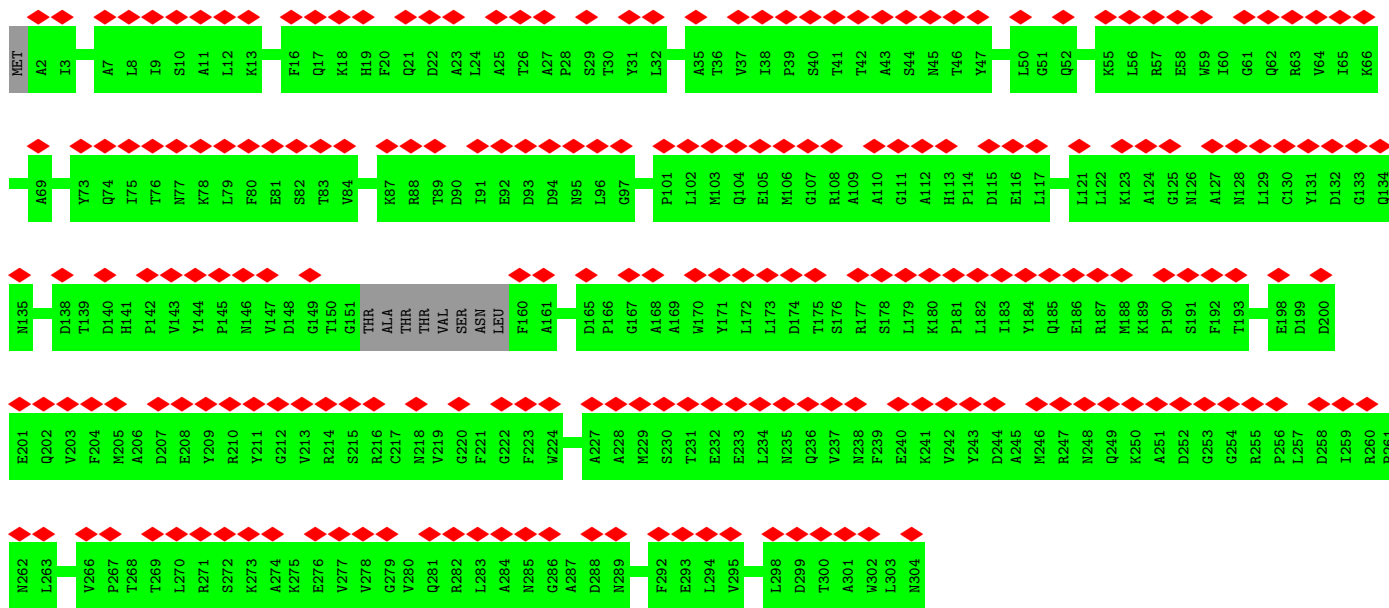 MET A2 I3 A7 L8 I9 S10 A11 L12 K13 F16 Q17 K18 H19 F20 Q21 D22 A23 L24 A25 T26 A27 P28 S29 T30 Y31 L32 A35 T36 V37 I38 P39 S40 T41 T42 A43 S44 N45 T46 Y47 L50 G51 Q52 K55 L56 R57 E58 W59 I60 G61 Q62 R63 V64 I65 K66
A69 Y73 Q74 I75 T76 N77 K78 L79 F80 E81 S82 T83 V84 K87 R88 T89 D90 I91 E92 D93 D94 N95 L96 G97 P101 L102 M103 Q104 E105 M106 G107 R108 A109 A110 G111 A112 H113 P114 D115 E116 L117 L121 L122 K123 A124 G125 N126 A127 N128 L129 C130 Y131 D132 G133 Q134
N135 D138 T139 D140 H141 P142 V143 Y144 P145 N146 V147 D148 G149 T150 G151 THR ALA THR THR VAL SER ASN LEU F160 A161 D165 P166 G167 A168 A169 W170 Y171 L172 L173 D174 T175 S176 R177 S178 L179 K180 P181 L182 I183 Y184 Q185 E186 R187 M188 K189 P190 S191 F192 T193 E198 D199 D200
E201 Q202 V203 F204 M205 A206 D207 E208 Y209 R210 Y211 G212 V213 R214 S215 R216 C217 N218 V219 G220 F221 G222 F223 W224 A227 A228 M229 S230 T231 E232 E233 L234 N235 Q236 V237 N238 F239 E240 K241 V242 Y243 D244 A245 M246 R247 N248 Q249 K250 A251 D252 G253 G254 R255 P256 L257 D258 I259 R260 P261
N262 L263 V266 P267 T268 T269 L270 R271 S272 K273 A274 K275 E276 V277 V278 G279 V280 Q281 R282 L283 A284 N285 G286 A287 D288 N289 F292 E293 L294 V295 L298 D299 T300 A301 W302 L303 N304